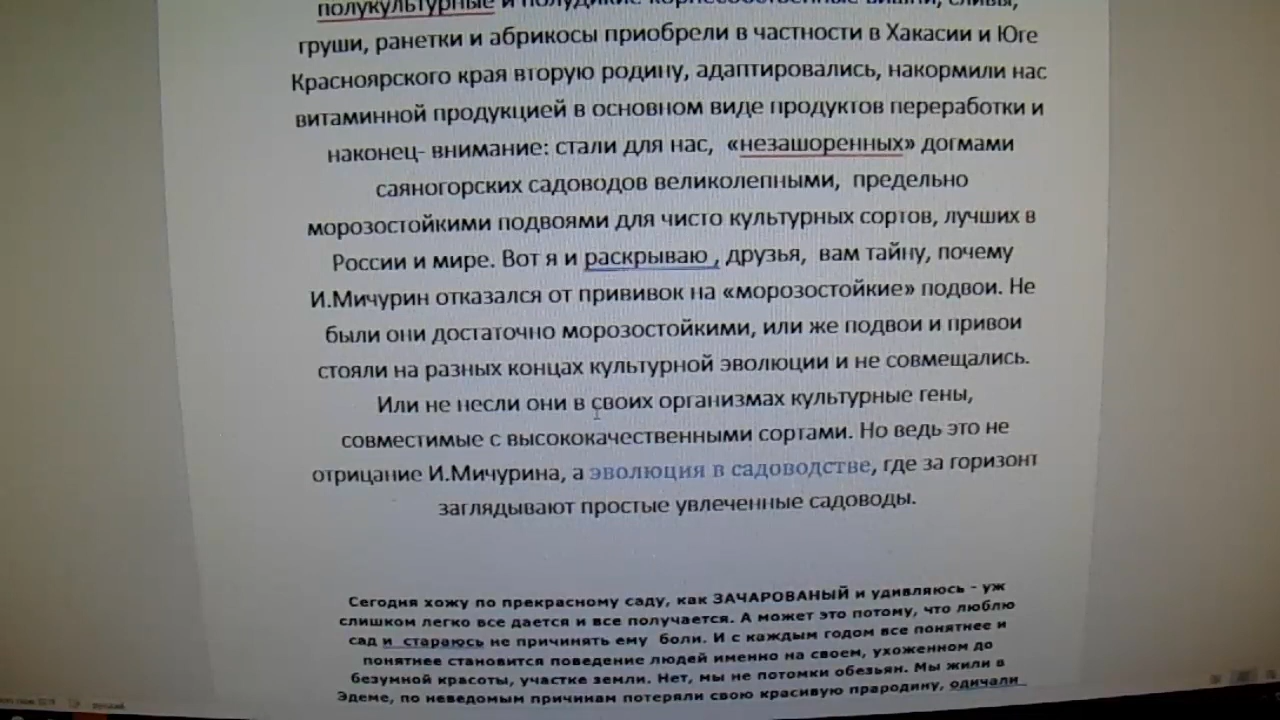 полукультурные и полудикие корнесобственные вишни, сливы,
груши, ранетки и абрикосы приобрели в частности в Хакасии и Юге
Красноярского края вторую родину, адаптировались, накормили нас
витаминной продукцией в основном виде продуктов переработки и
наконец- внимание: стали для нас, «незашоренных» догмами
саяногорских садоводов великолепными, предельно
морозостойкими подвоями для чисто культурных сортов, лучших в
России и мире. Вот я и раскрываю , друзья, вам тайну, почему
И.Мичурин отказался от прививок на «морозостойкие» подвои. Не
были они достаточно морозостойкими, или же подвои и привои
стояли на разных концах культурной эволюции и не совмещались.
Или не несли они в своих организмах культурные гены,
совместимые с высококачественными сортами. Но ведь это не
отрицание И.Мичурина, а эволюция в садоводстве, где за горизонт
заглядывают простые увлеченные садоводы.
Сегодня хожу по прекрасному саду, как ЗАЧАРОВАНЫЙ и удивляюсь - уж
слишком легко все дается и все получается. А может это потому, что люблю
сад и стараюсь не причинять ему боли. И с каждым годом все понятнее и
понятнее становится поведение людей именно на своем, ухоженном до
безумной красоты, участке земли. Нет, мы не потомки обезьян. Мы жили в
Эдеме, по неведомым причинам потеряли свою красивую прародину, одичали